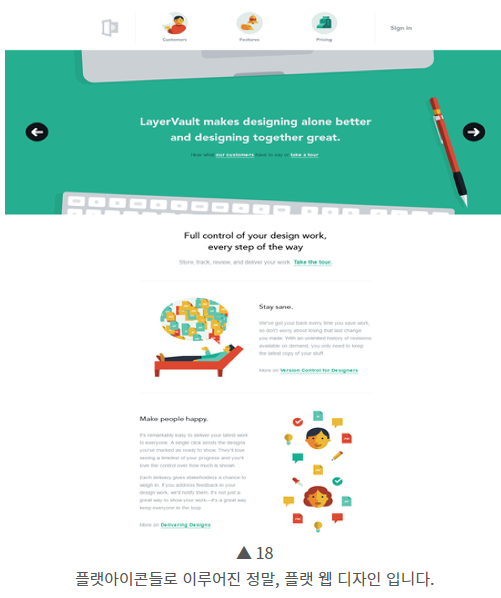 Customers
Features
Pricing
Sign in
LayerVault makes designing alone better
and designing together great.
Hear what our customers have to say or take a tour
Full control of your design work,
every step of the way
Store, track, review, and deliver your work. Take the tour.
Stay sane.
We've got your back every time you save work,
so don't worry about losing that last change
you made. With an unlimited history of revisions
available on demand, you only need to keep
the latest copy of your stuff.
More on Version Control for Designers
Make people happy.
It's remarkably easy to deliver your latest work
to everyone. A single click sends the designs
you've marked as ready to show. They'll love
seeing a timeline of your progress and you'll
love the control over how much is shown.
Each delivery gives stakeholders a chance to
weigh in. If you address feedback in your
design work, we'll notify them. It's not just a
great way to show your work—it's a great way
keep everyone in the loop.
More on Delivering Designs
▲ 18
플랫아이콘들로 이루어진 정말, 플랫 웹 디자인 입니다.